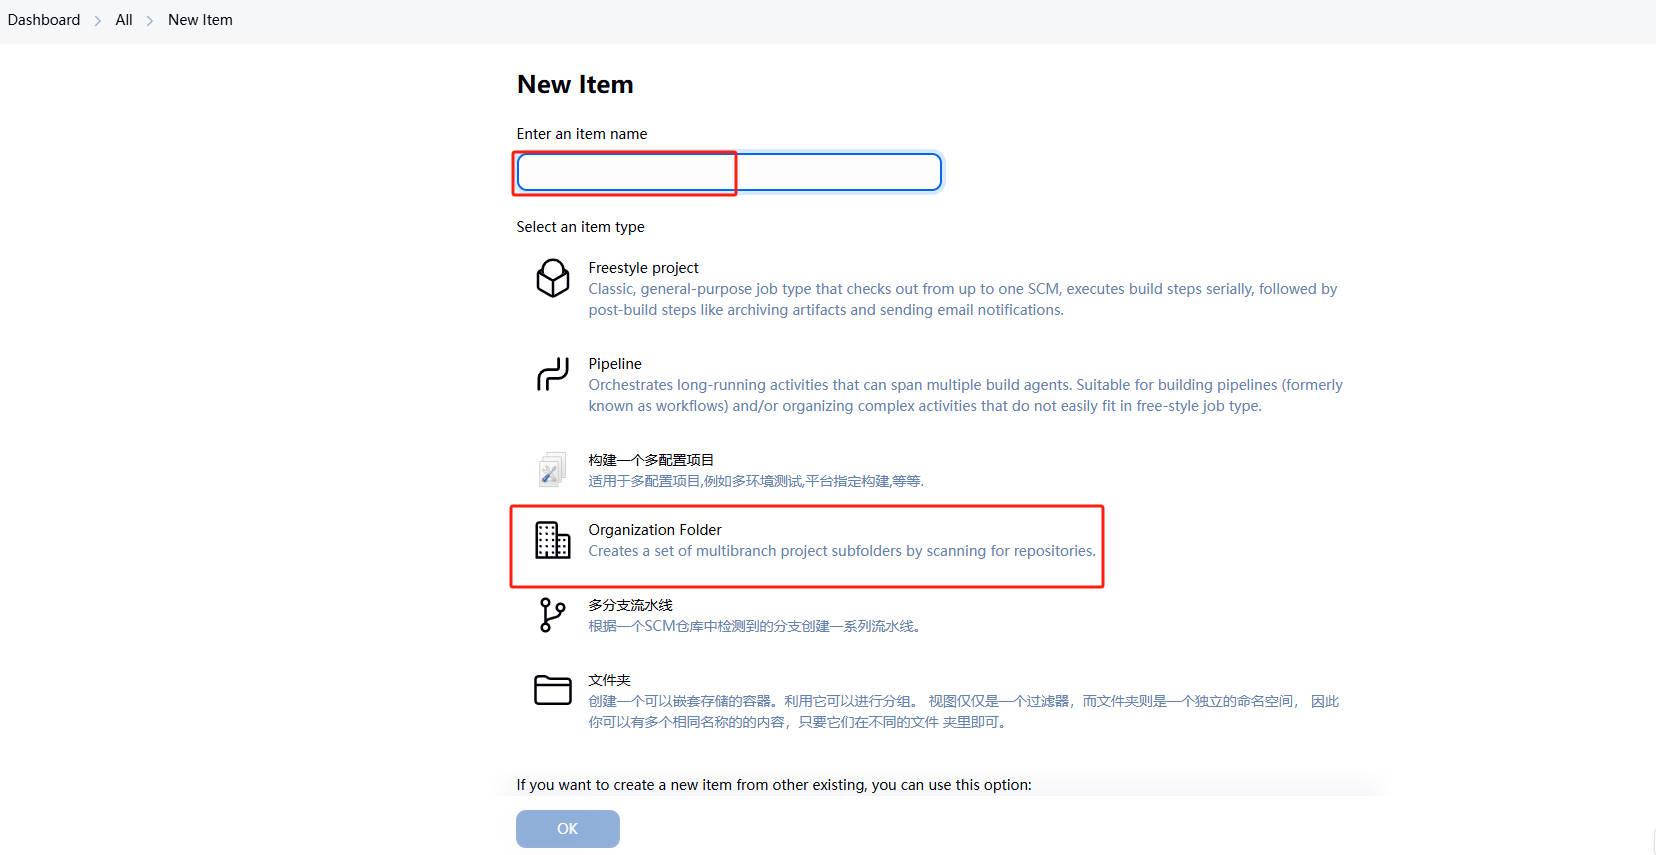 Dashboard > All > New Item
New Item
Enter an item name
Select an item type
Freestyle project
Classic, general-purpose job type that checks out from up to one SCM, executes build steps serially, followed by
post-build steps like archiving artifacts and sending email notifications.
Pipeline
Orchestrates long-running activities that can span multiple build agents. Suitable for building pipelines (formerly
known as workflows) and/or organizing complex activities that do not easily fit in free-style job type.
构建一个多配置项目
适用于多配置项目,例如多环境测试,平台指定构建,等等.
Organization Folder
Creates a set of multibranch project subfolders by scanning for repositories.
多分支流水线
根据一个SCM仓库中检测到的分支创建一系列流水线。
文件夹
创建一个可以嵌套存储的容器。利用它可以进行分组。 视图仅仅是一个过滤器，而文件夹则是一个独立的命名空间， 因此
你可以有多个相同名称的的内容，只要它们在不同的文件 夹里即可。
If you want to create a new item from other existing, you can use this option:
OK